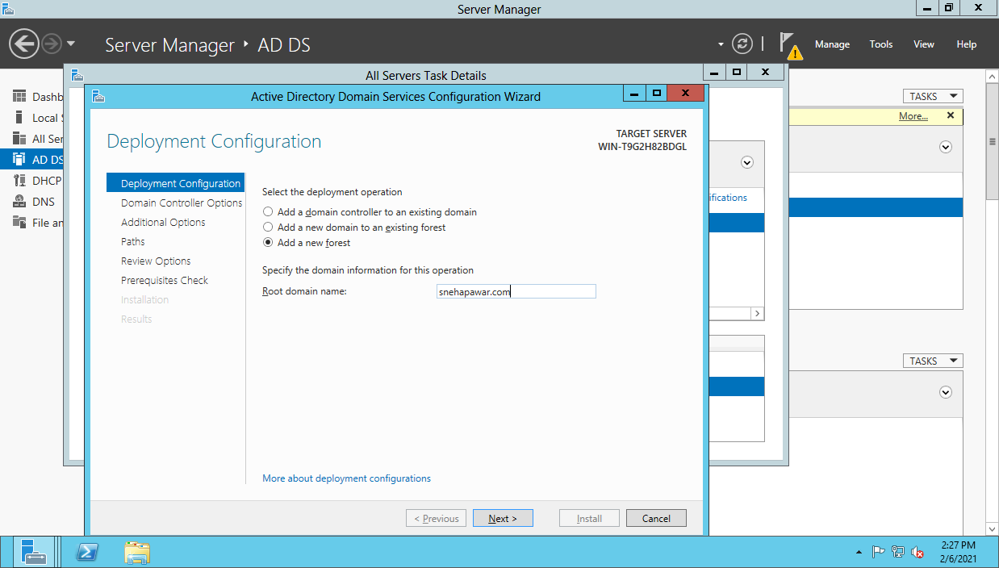 Server Manager
Server Manager ‣ AD DS
Manage Tools View Help
All Servers Task Details
Active Directory Domain Services Configuration Wizard
Dashb
Local S
All Ser
AD DS
DHCP
DNS
File an
TASKS
More...
Deployment Configuration
TARGET SERVER
WIN-T9G2H82BDGL
Deployment Configuration
Domain Controller Options
Additional Options
Paths
Review Options
Prerequisites Check
Installation
Results
Select the deployment operation
Add a domain controller to an existing domain
Add a new domain to an existing forest
Add a new forest
Specify the domain information for this operation
Root domain name: snehapawar.com
More about deployment configurations
ifications
TASKS
< Previous Next > Install Cancel
2:27 PM
2/6/2021